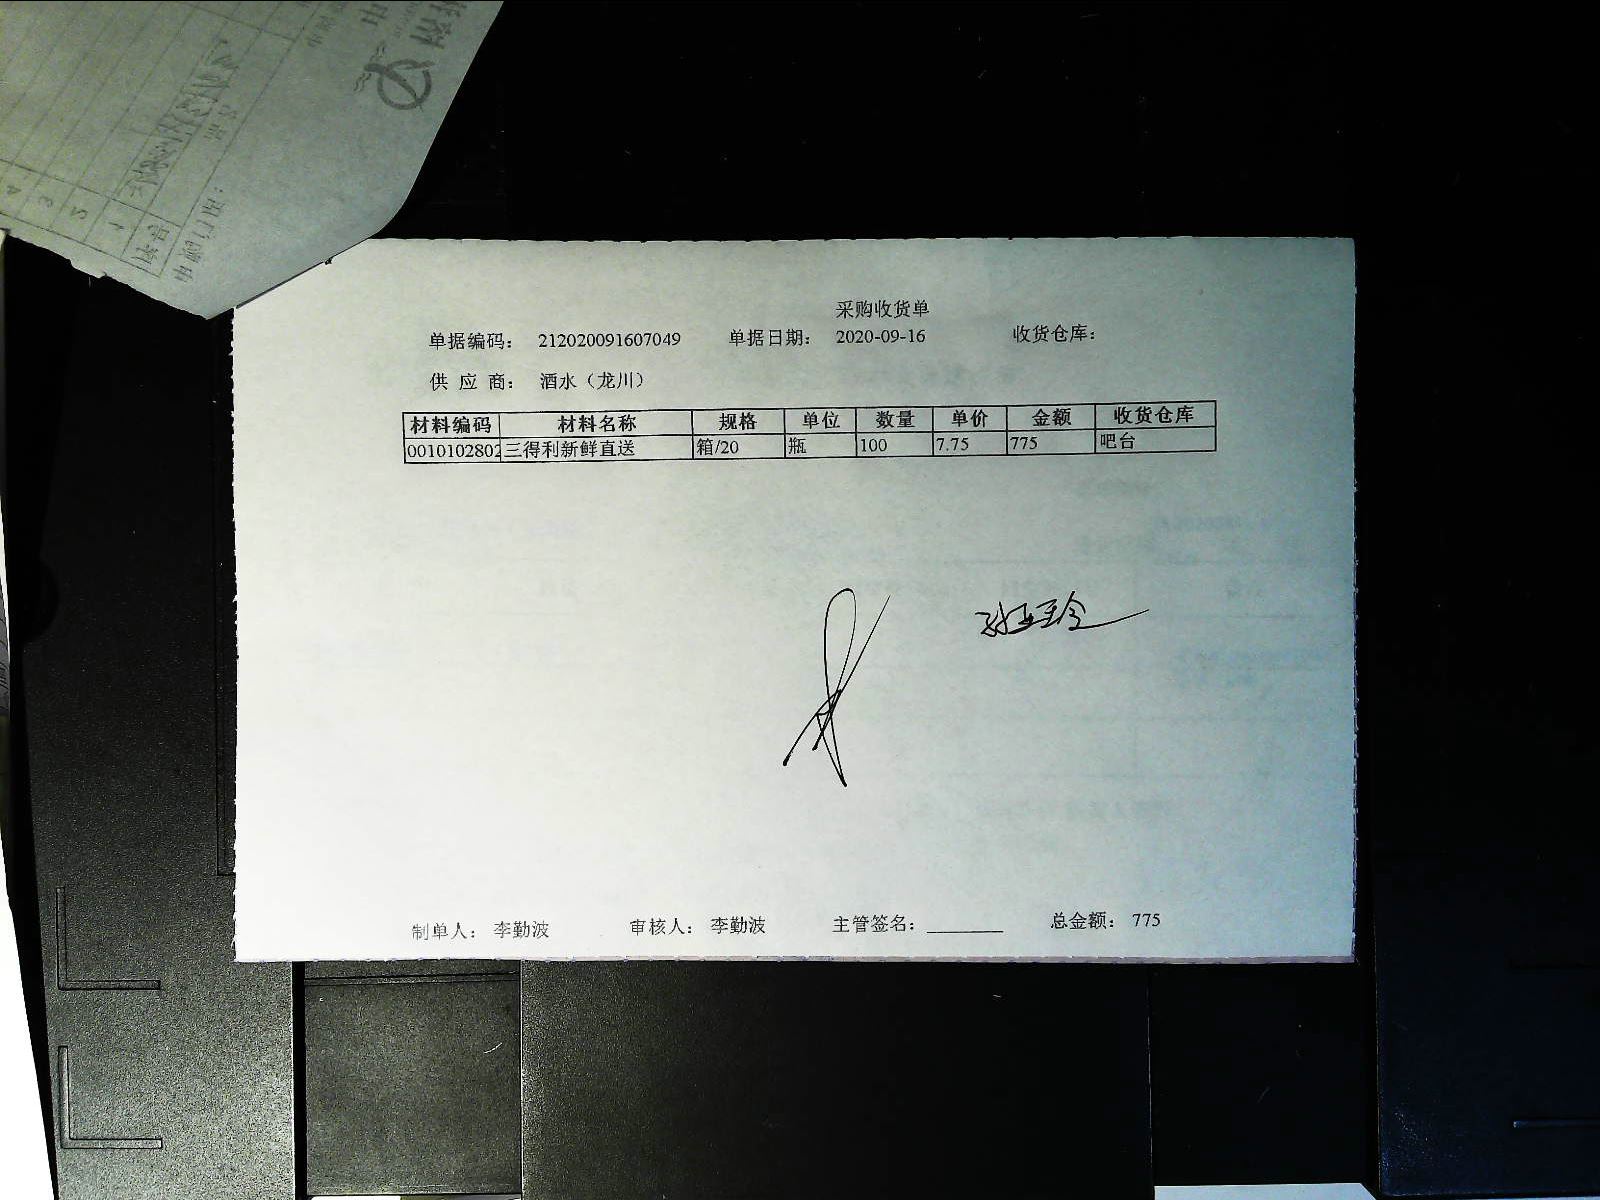 采购收货单
单据编码： 212020091607049 单据日期： 2020-09-16 收货仓库：
供 应 商： 酒水（龙川）
材料编码 材料名称 规格 单位 数量 单价 金额 收货仓库
0010102802 三得利新鲜直送 箱/20 瓶 100 7.75 775 吧台
制单人： 李勤波 审核人： 李勤波 主管签名： 总金额： 775